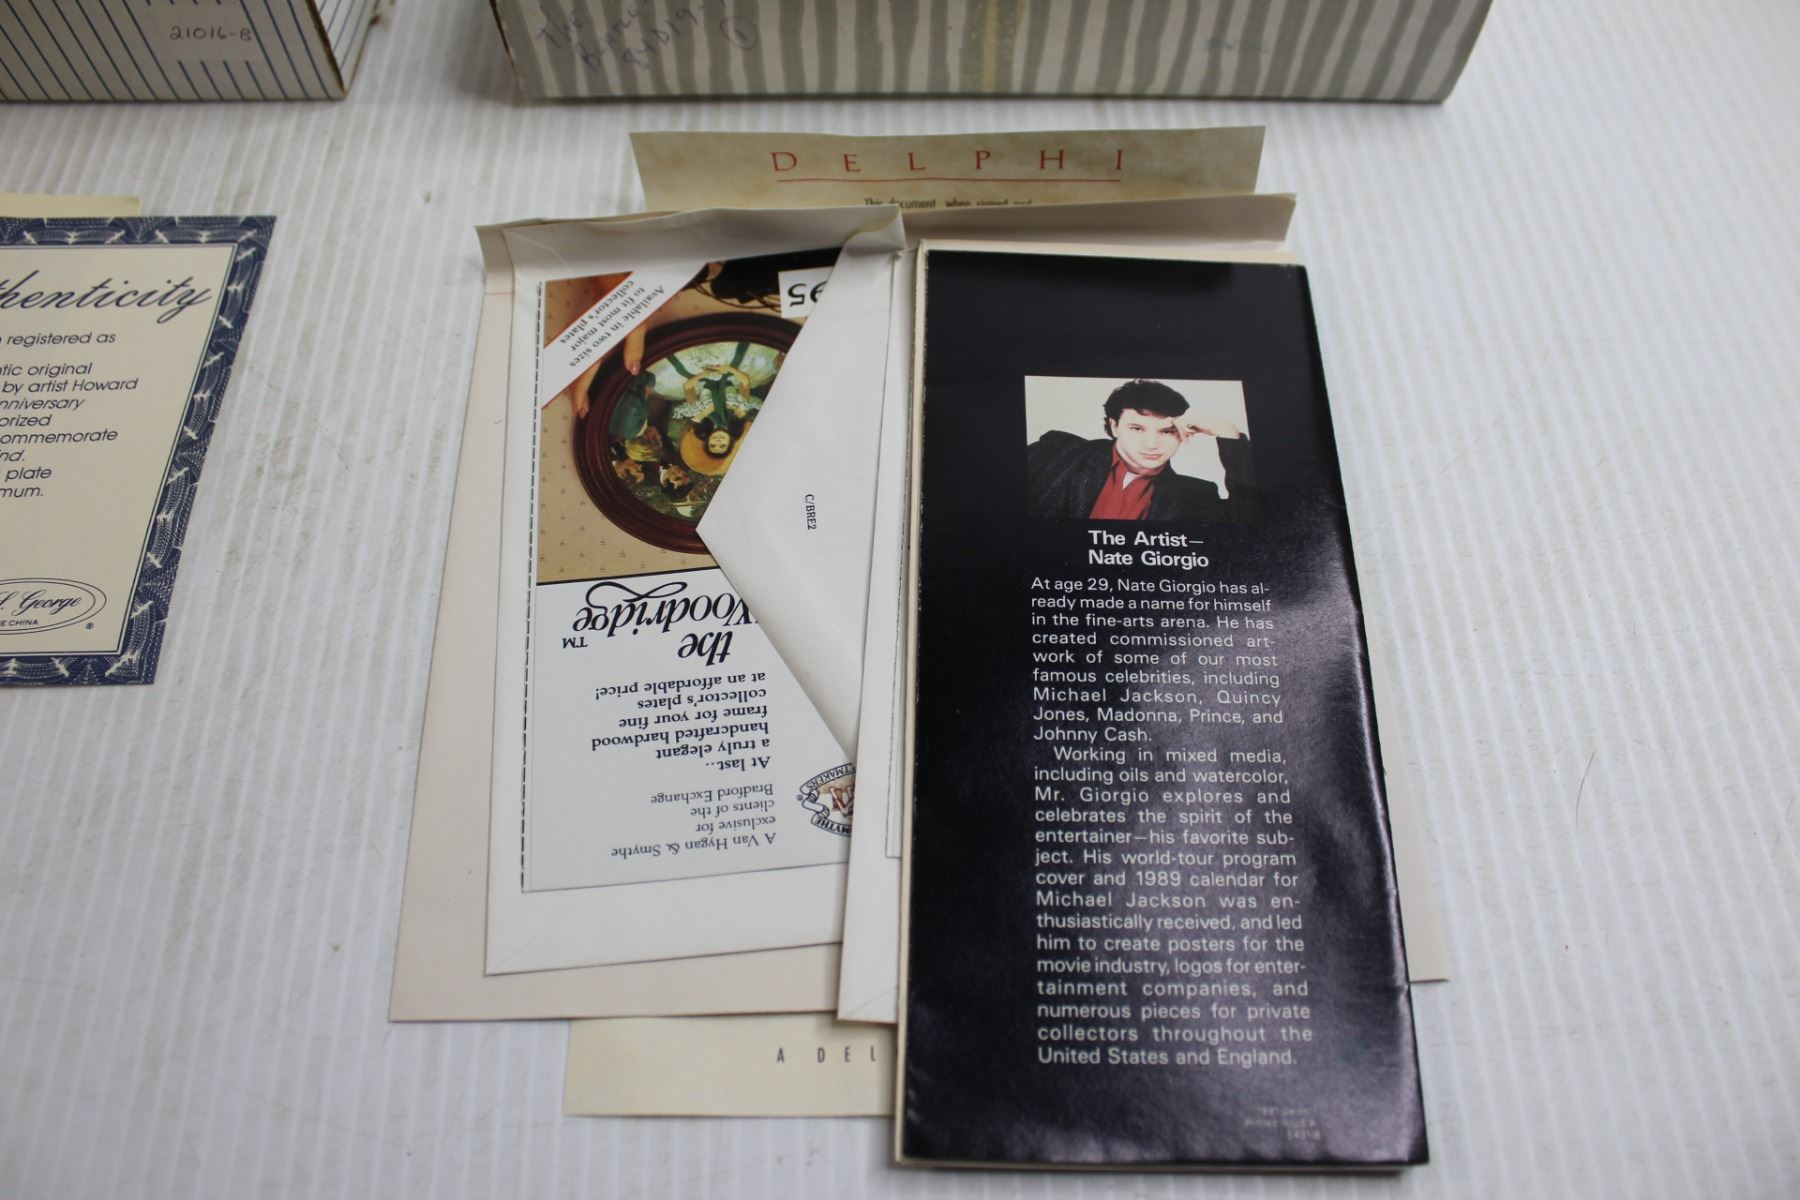 21016-B
The
DELPHI
This document, when signed and
thenticity
registered as
tic original
by artist Howard
nniversary
orized
ommemorate
nd.
plate
mum.
George
E CHINA
®
95
Available in two sizes
to fit most major
collector's plates
C/BRE2
the
Woodridge™
At last...
a truly elegant
handcrafted hardwood
frame for your fine
collector's plates
at an affordable price!
A Van Hygan & Smythe
exclusive for
clients of the
Bradford Exchange
A DEL
The Artist—
Nate Giorgio
At age 29, Nate Giorgio has al-
ready made a name for himself
in the fine-arts arena. He has
created commissioned art-
work of some of our most
famous celebrities, including
Michael Jackson, Quincy
Jones, Madonna, Prince, and
Johnny Cash.
Working in mixed media,
including oils and watercolor,
Mr. Giorgio explores and
celebrates the spirit of the
entertainer—his favorite sub-
ject. His world-tour program
cover and 1989 calendar for
Michael Jackson was en-
thusiastically received, and led
him to create posters for the
movie industry, logos for enter-
tainment companies, and
numerous pieces for private
collectors throughout the
United States and England.